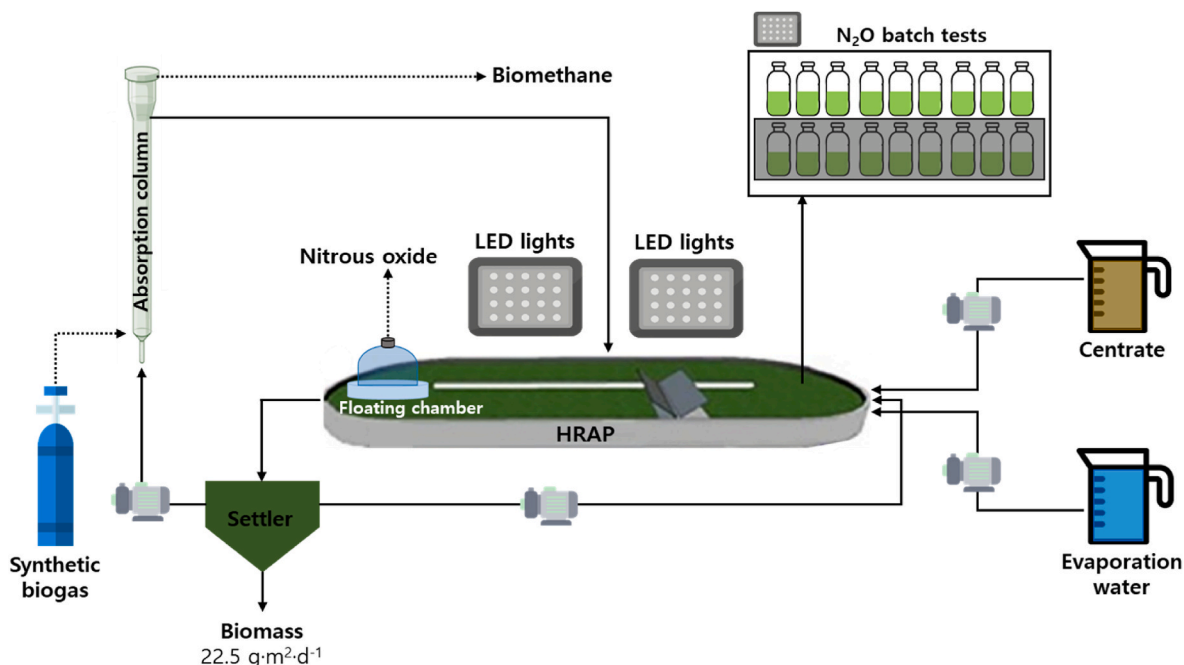 N₂O batch tests
Biomethane
Absorption column
LED lights
LED lights
Nitrous oxide
Centrate
Floating chamber
HRAP
Settler
Synthetic
biogas
Evaporation
water
Biomass
22.5 g·m²·d⁻¹